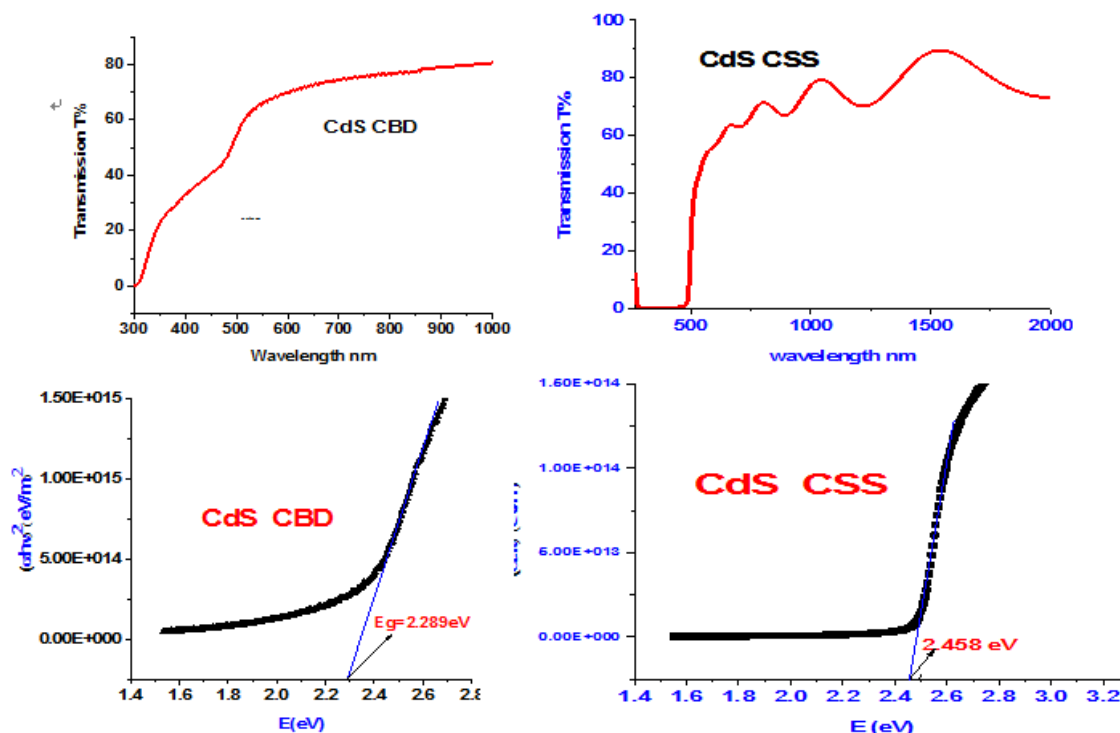 80
60
40
20
0
300 400 500 600 700 800 900 1000
Transmission T%
Wavelength nm
CdS CBD
----
100
80
60
40
20
0
500 1000 1500 2000
Transmission T%
wavelength nm
CdS CSS
1.50E+015
1.00E+015
5.00E+014
0.00E+000
1.4 1.6 1.8 2.0 2.2 2.4 2.6 2.8
(αhν)² (eV/m)²
E(eV)
CdS CBD
Eg=2.289eV
1.50E+014
1.00E+014
5.00E+013
0.00E+000
1.4 1.6 1.8 2.0 2.2 2.4 2.6 2.8 3.0 3.2
E (eV)
CdS CSS
2.458 eV